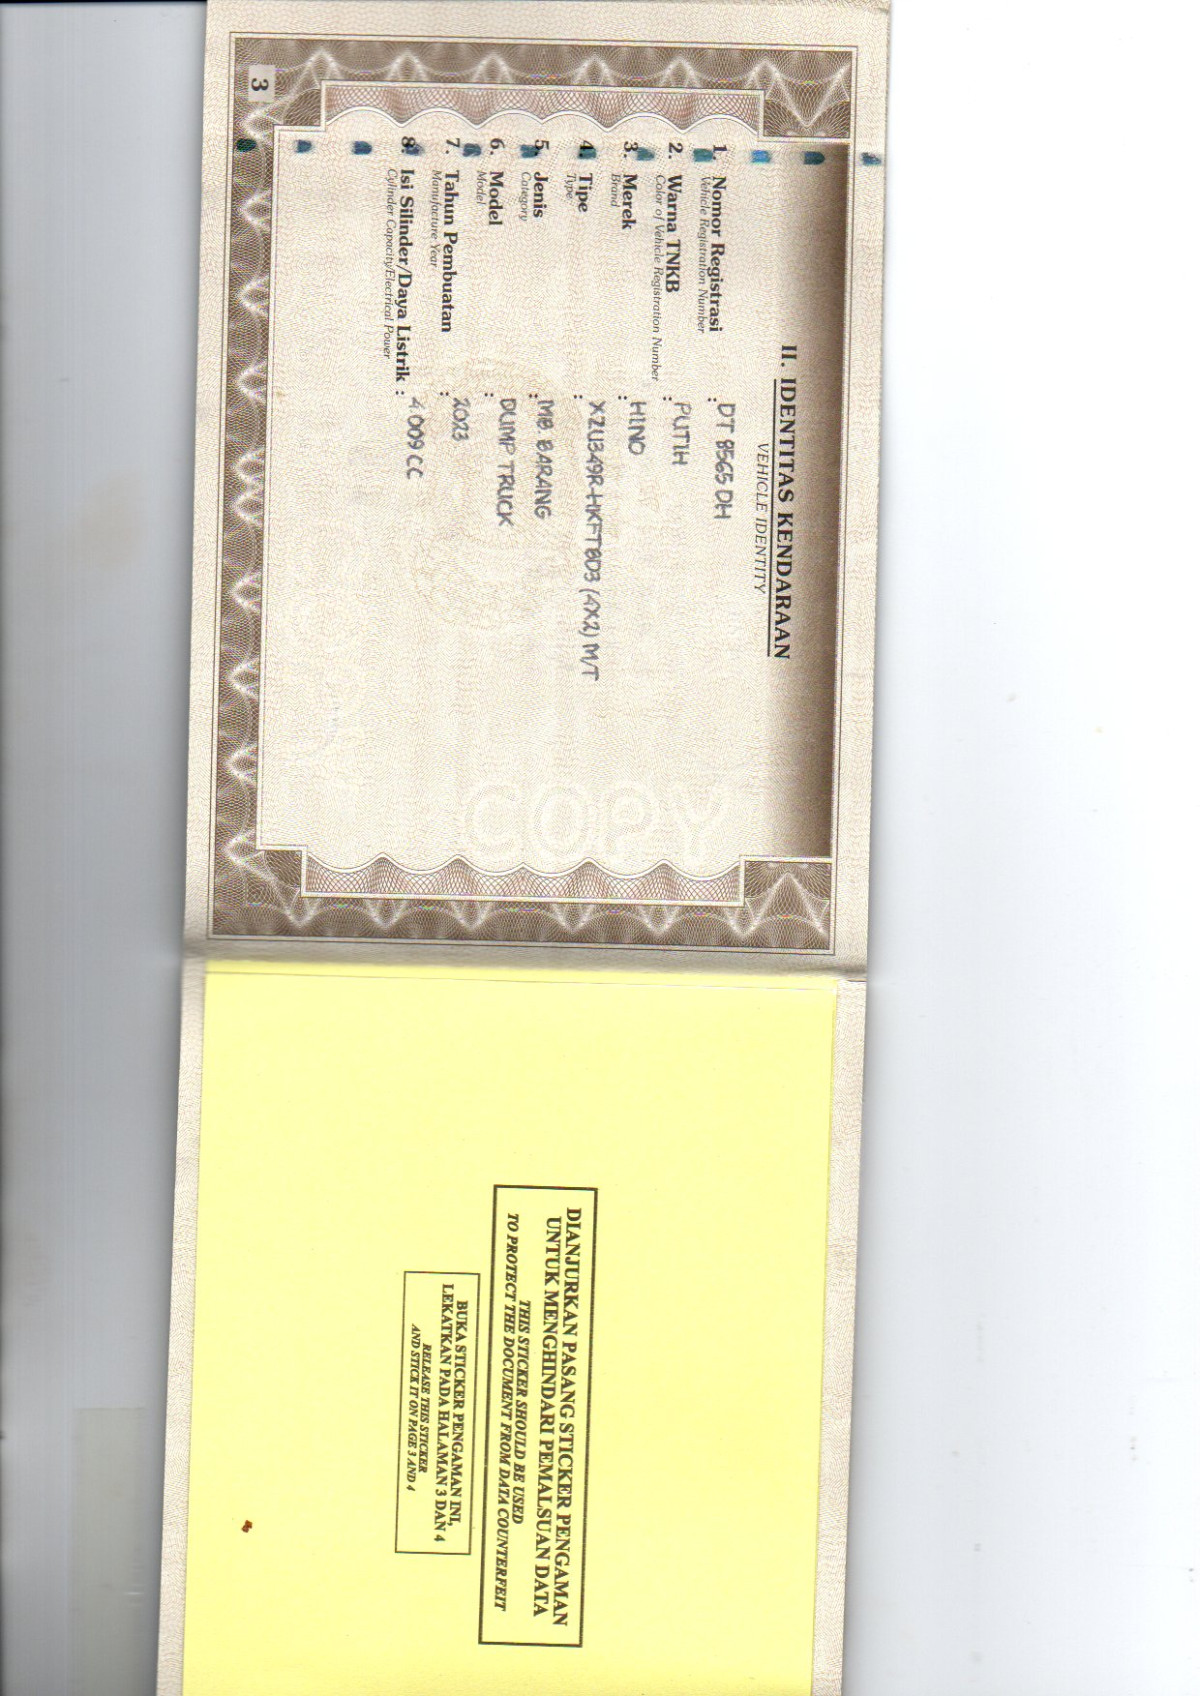 II. IDENTITAS KENDARAAN
VEHICLE IDENTITY
1. Nomor Registrasi : DT 8565 DH
Vehicle Registration Number
2. Warna TNKB : PUTIH
Color of Vehicle Registration Number
3. Merek : HINO
Brand
4. Tipe : XZU349R-HKFTBD3 (4X2) M/T
Type
5. Jenis : MB. BARANG
Category
6. Model : DUMP TRUCK
Model
7. Tahun Pembuatan : 2023
Manufacture Year
8. Isi Silinder/Daya Listrik : 4009 CC
Cylinder Capacity/Electrical Power
COPY
3
DIANJURKAN PASANG STICKER PENGAMAN
UNTUK MENGHINDARI PEMALSUAN DATA
THIS STICKER SHOULD BE USED
TO PROTECT THE DOCUMENT FROM DATA COUNTERFEIT
BUKA STICKER PENGAMAN INI,
LEKATKAN PADA HALAMAN 3 DAN 4
RELEASE THIS STICKER
AND STICK IT ON PAGE 3 AND 4